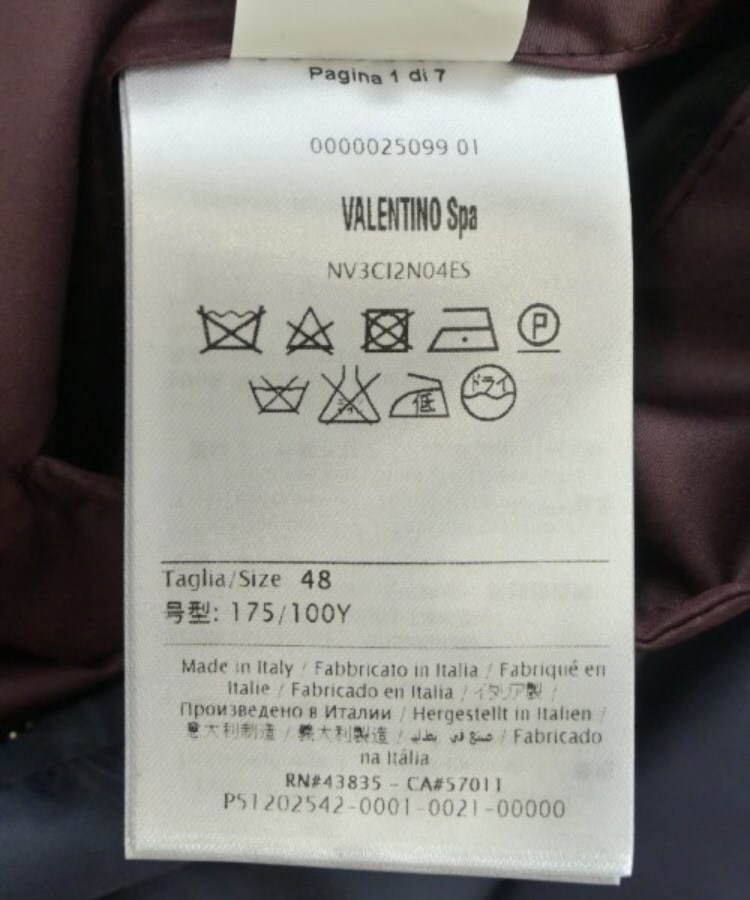 Pagina 1 di 7
0000025099 01
VALENTINO Spa
NV3CI2N04ES
P
低 ドライ
Taglia/Size 48
号型: 175/100Y
Made in Italy / Fabbricato in Italia / Fabriqué en
Italie / Fabricado en Italia / イタリア製 /
Произведено в Италии / Hergestellt in Italien /
意大利制造 / 義大利製造 / صنع في / Fabricado
na Itália
RN#43835 - CA#57011
P51202542-0001-0021-00000